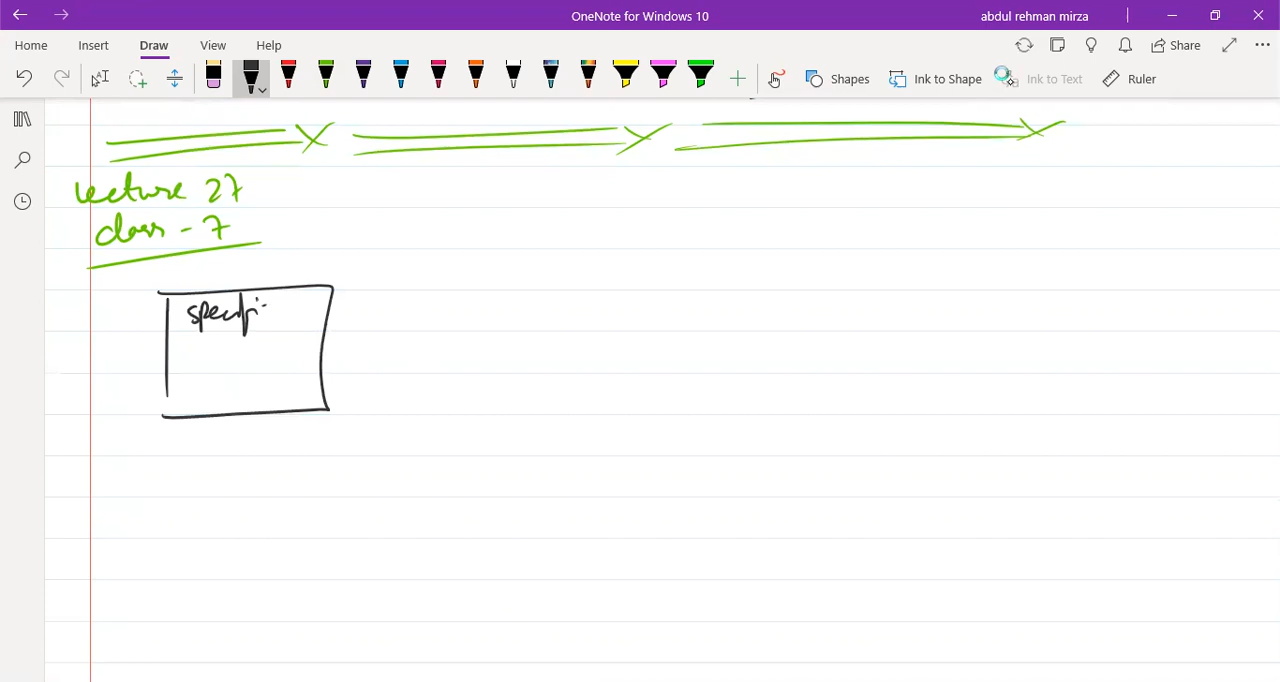 OneNote for Windows 10
abdul rehman mirza
Home Insert Draw View Help
Share
Shapes
Ink to Shape
Ink to Text
Ruler
Lecture 27
class - 7
specifi